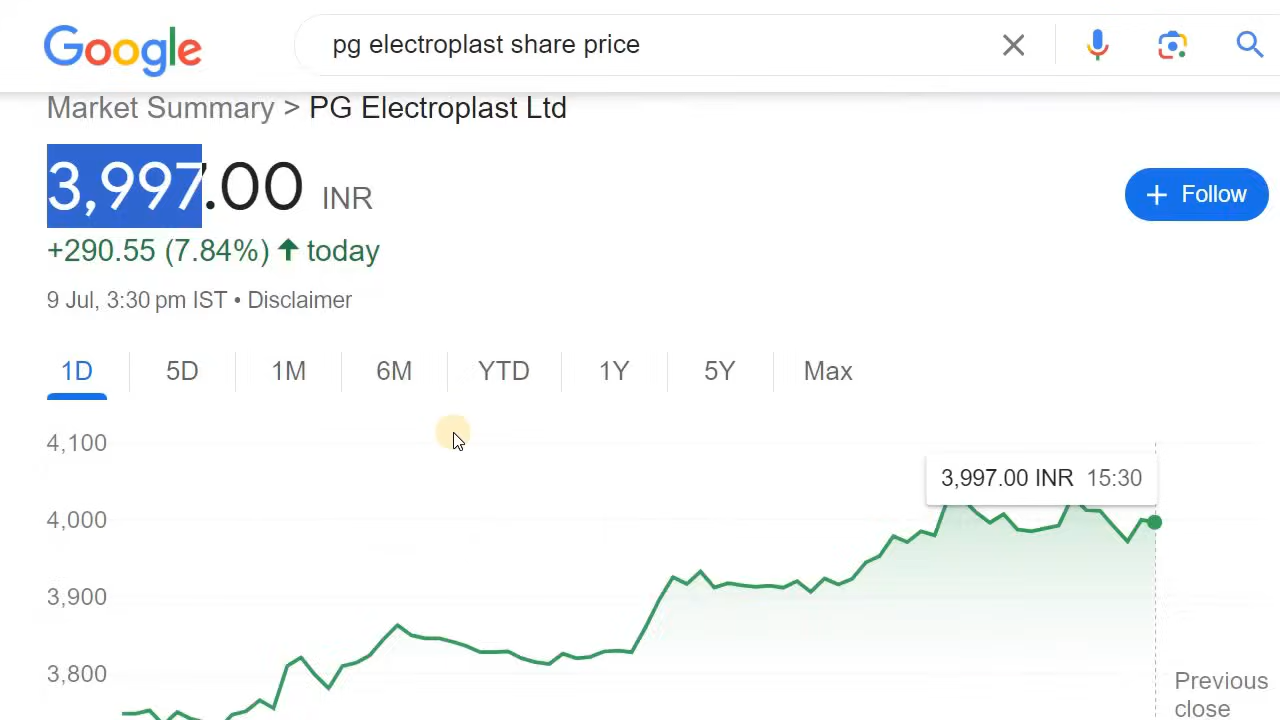 Google
pg electroplast share price
Market Summary > PG Electroplast Ltd
3,997.00 INR
+ Follow
+290.55 (7.84%) ↑ today
9 Jul, 3:30 pm IST • Disclaimer
1D 5D 1M 6M YTD 1Y 5Y Max
4,100
3,997.00 INR 15:30
4,000
3,900
3,800
Previous
close